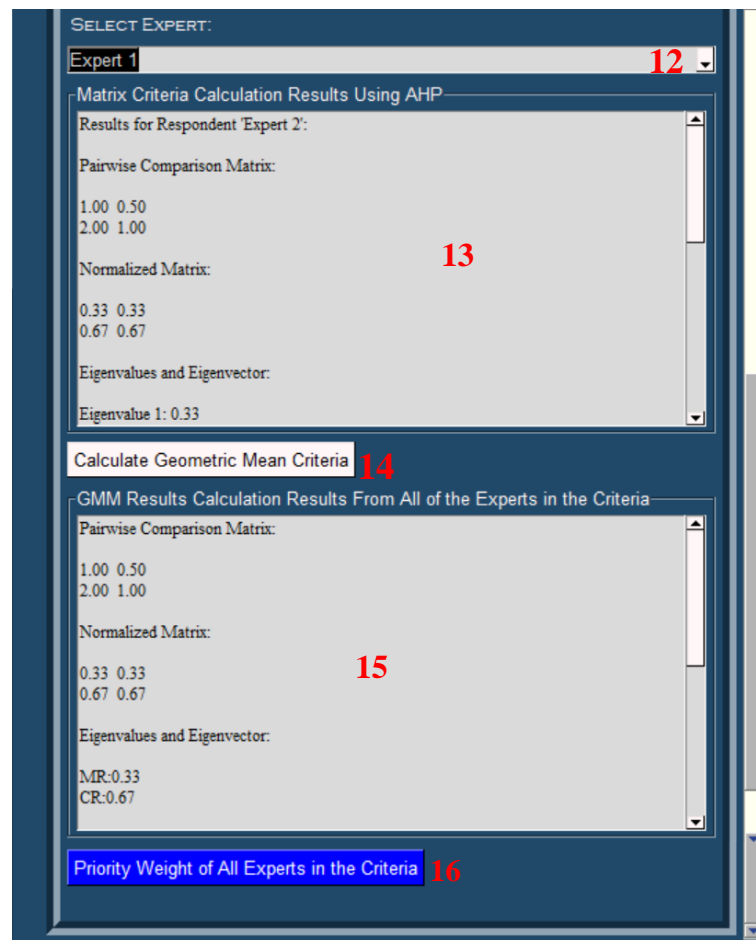 SELECT EXPERT:
Expert 1 12
Matrix Criteria Calculation Results Using AHP
Results for Respondent 'Expert 2':
Pairwise Comparison Matrix:
1.00 0.50
2.00 1.00
13
Normalized Matrix:
0.33 0.33
0.67 0.67
Eigenvalues and Eigenvector:
Eigenvalue 1: 0.33
Calculate Geometric Mean Criteria 14
GMM Results Calculation Results From All of the Experts in the Criteria
Pairwise Comparison Matrix:
1.00 0.50
2.00 1.00
Normalized Matrix:
0.33 0.33 15
0.67 0.67
Eigenvalues and Eigenvector:
MR:0.33
CR:0.67
Priority Weight of All Experts in the Criteria 16